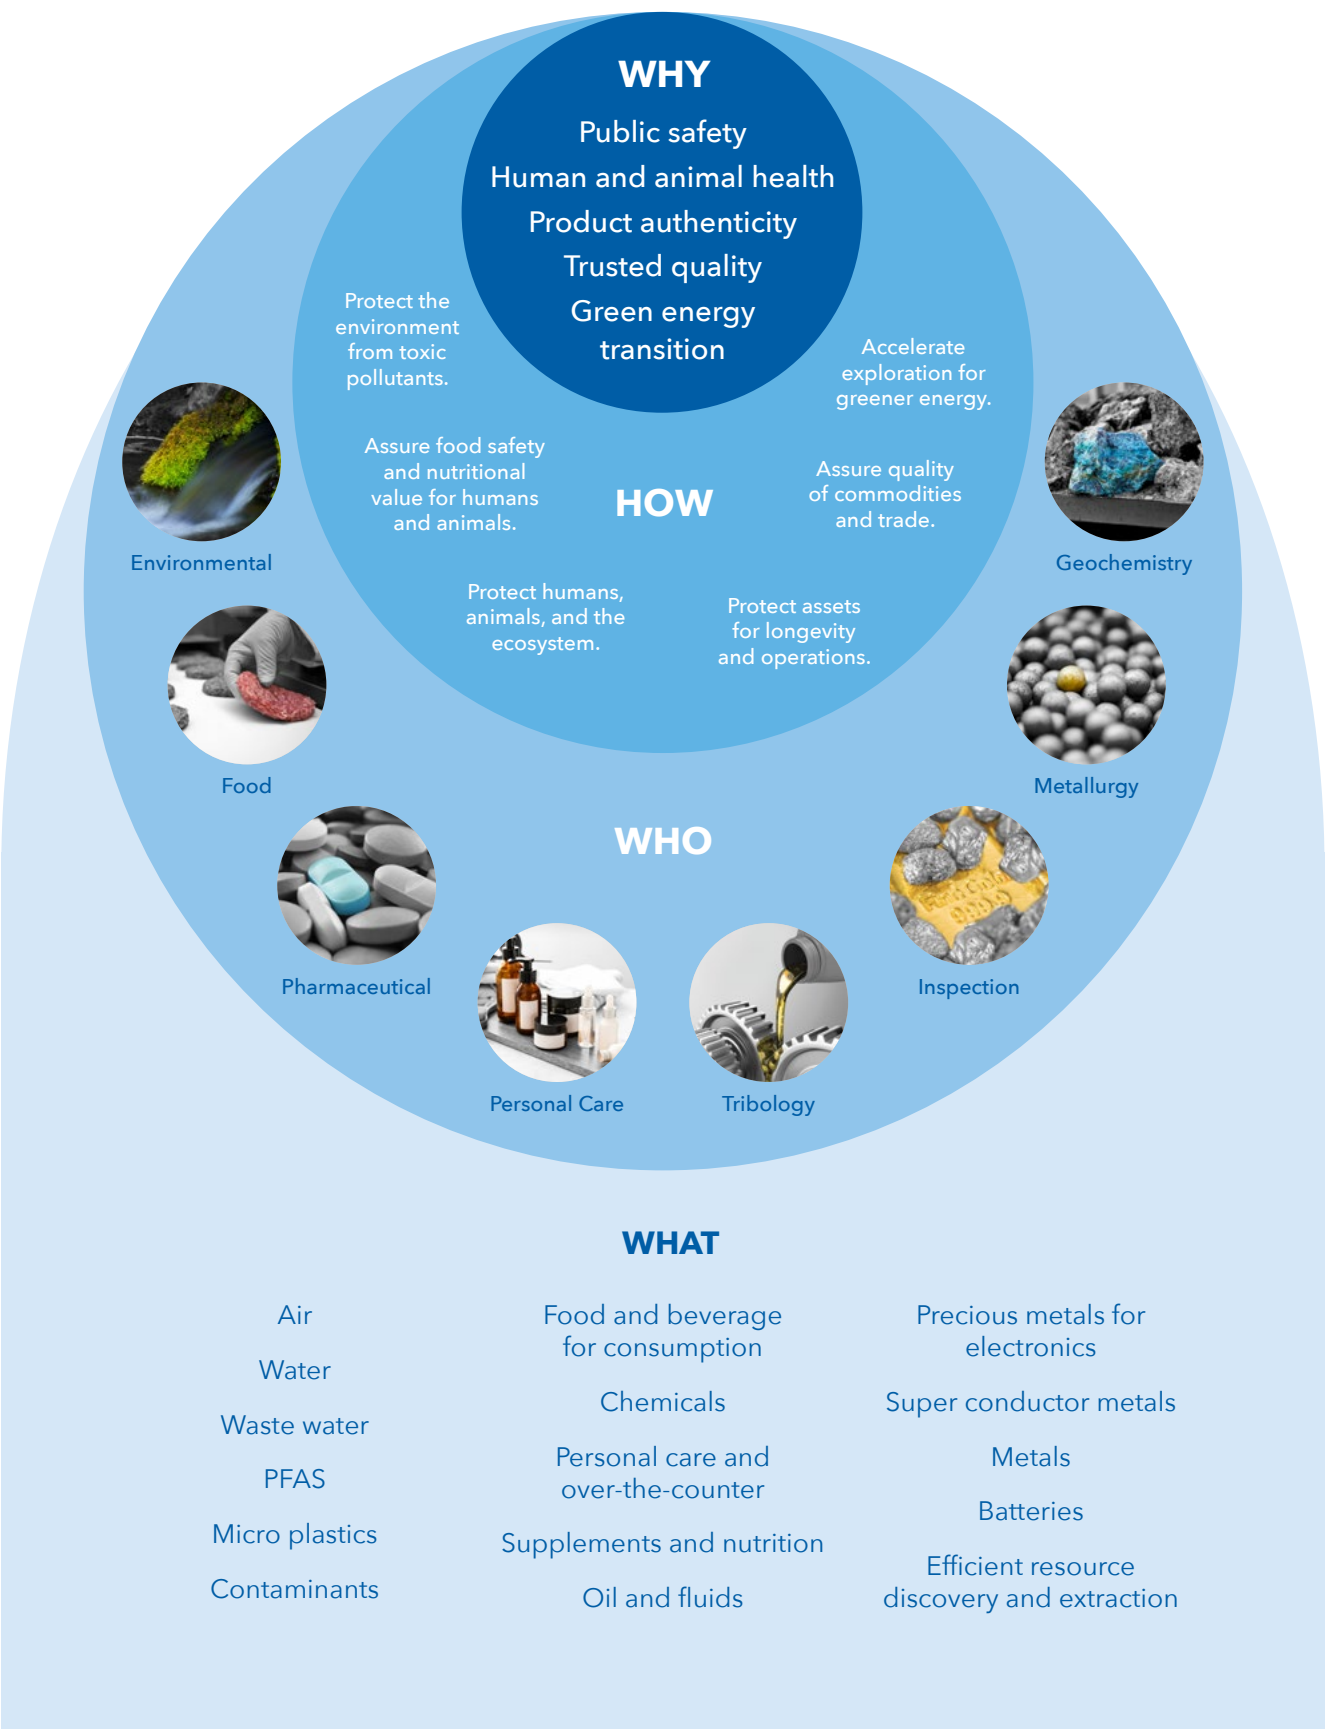 WHY
Public safety
Human and animal health
Product authenticity
Trusted quality
Green energy
transition
Protect the
environment
from toxic
pollutants.
Accelerate
exploration for
greener energy.
Assure food safety
and nutritional
value for humans
and animals.
HOW
Assure quality
of commodities
and trade.
Protect humans,
animals, and the
ecosystem.
Protect assets
for longevity
and operations.
Environmental
Geochemistry
Food
Metallurgy
WHO
Pharmaceutical
Fine Gold
999.9
Inspection
Personal Care
Tribology
WHAT
Air
Water
Waste water
PFAS
Micro plastics
Contaminants
Food and beverage
for consumption
Chemicals
Personal care and
over-the-counter
Supplements and nutrition
Oil and fluids
Precious metals for
electronics
Super conductor metals
Metals
Batteries
Efficient resource
discovery and extraction